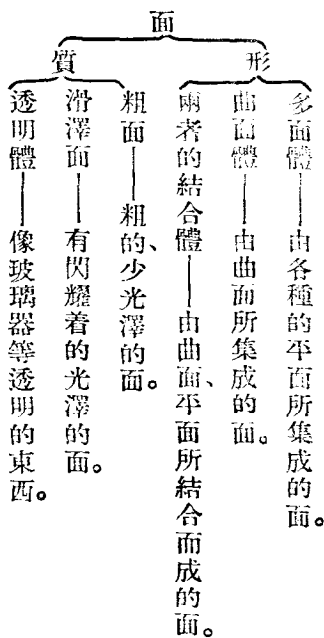 面
形
多面體——由各種的平面所集成的面。
曲面體——由曲面所集成的面。
兩者的結合體——由曲面、平面所結合而成的面。
質
粗面——粗的、少光澤的面。
滑澤面——有閃耀着的光澤的面。
透明體——像玻璃器等透明的東西。